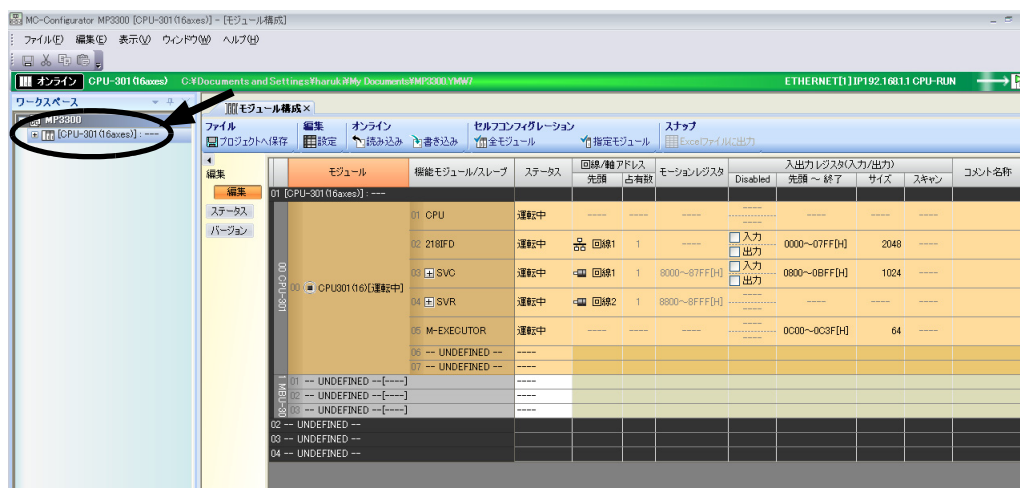 MC-Configurator MP3300 [CPU-301(16axes)] - [モジュール構成]
ファイル(F) 編集(E) 表示(V) ウィンドウ(W) ヘルプ(H)
オンライン CPU-301(16axes) C:¥Documents and Settings¥haruk My Documents¥MP3300.YMW7 ETHERNET[1] IP192.168.1.1 CPU-RUN
ワークスペース
MP3300
[CPU-301(16axes)] : ---
モジュール構成×
ファイル 編集 オンライン セルフコンフィグレーション スナップ
プロジェクトへ保存 設定 読み込み 書き込み 全モジュール 指定モジュール Excelファイルに出力
編集
編集
ステータス
バージョン
モジュール 機能モジュール/スレーブ ステータス 回線/軸アドレス モーションレジスタ 入出力レジスタ(入力/出力) コメント名称
先頭 占有数 Disabled 先頭 ~ 終了 サイズ スキャン
01 [CPU-301(16axes)] : ---
00 CPU-301
00 CPU301(16)[運転中]
01 CPU 運転中 ---- ---- ---- ---- ---- ---- ---- ----
02 218IFD 運転中 回線1 1 ---- 入力 出力 0000~07FF[H] 2048 ----
03 SVC 運転中 回線1 1 8000~87FF[H] 入力 出力 0800~0BFF[H] 1024 ----
04 SVR 運転中 回線2 1 8800~8FFF[H] ---- ---- ---- ---- ----
05 M-EXECUTOR 運転中 ---- ---- ---- ---- ---- 0C00~0C3F[H] 64 ----
06 -- UNDEFINED -- ----
07 -- UNDEFINED -- ----
01 -- UNDEFINED --[----] ----
02 -- UNDEFINED --[----] ----
03 -- UNDEFINED --[----] ----
02 -- UNDEFINED --
03 -- UNDEFINED --
04 -- UNDEFINED --